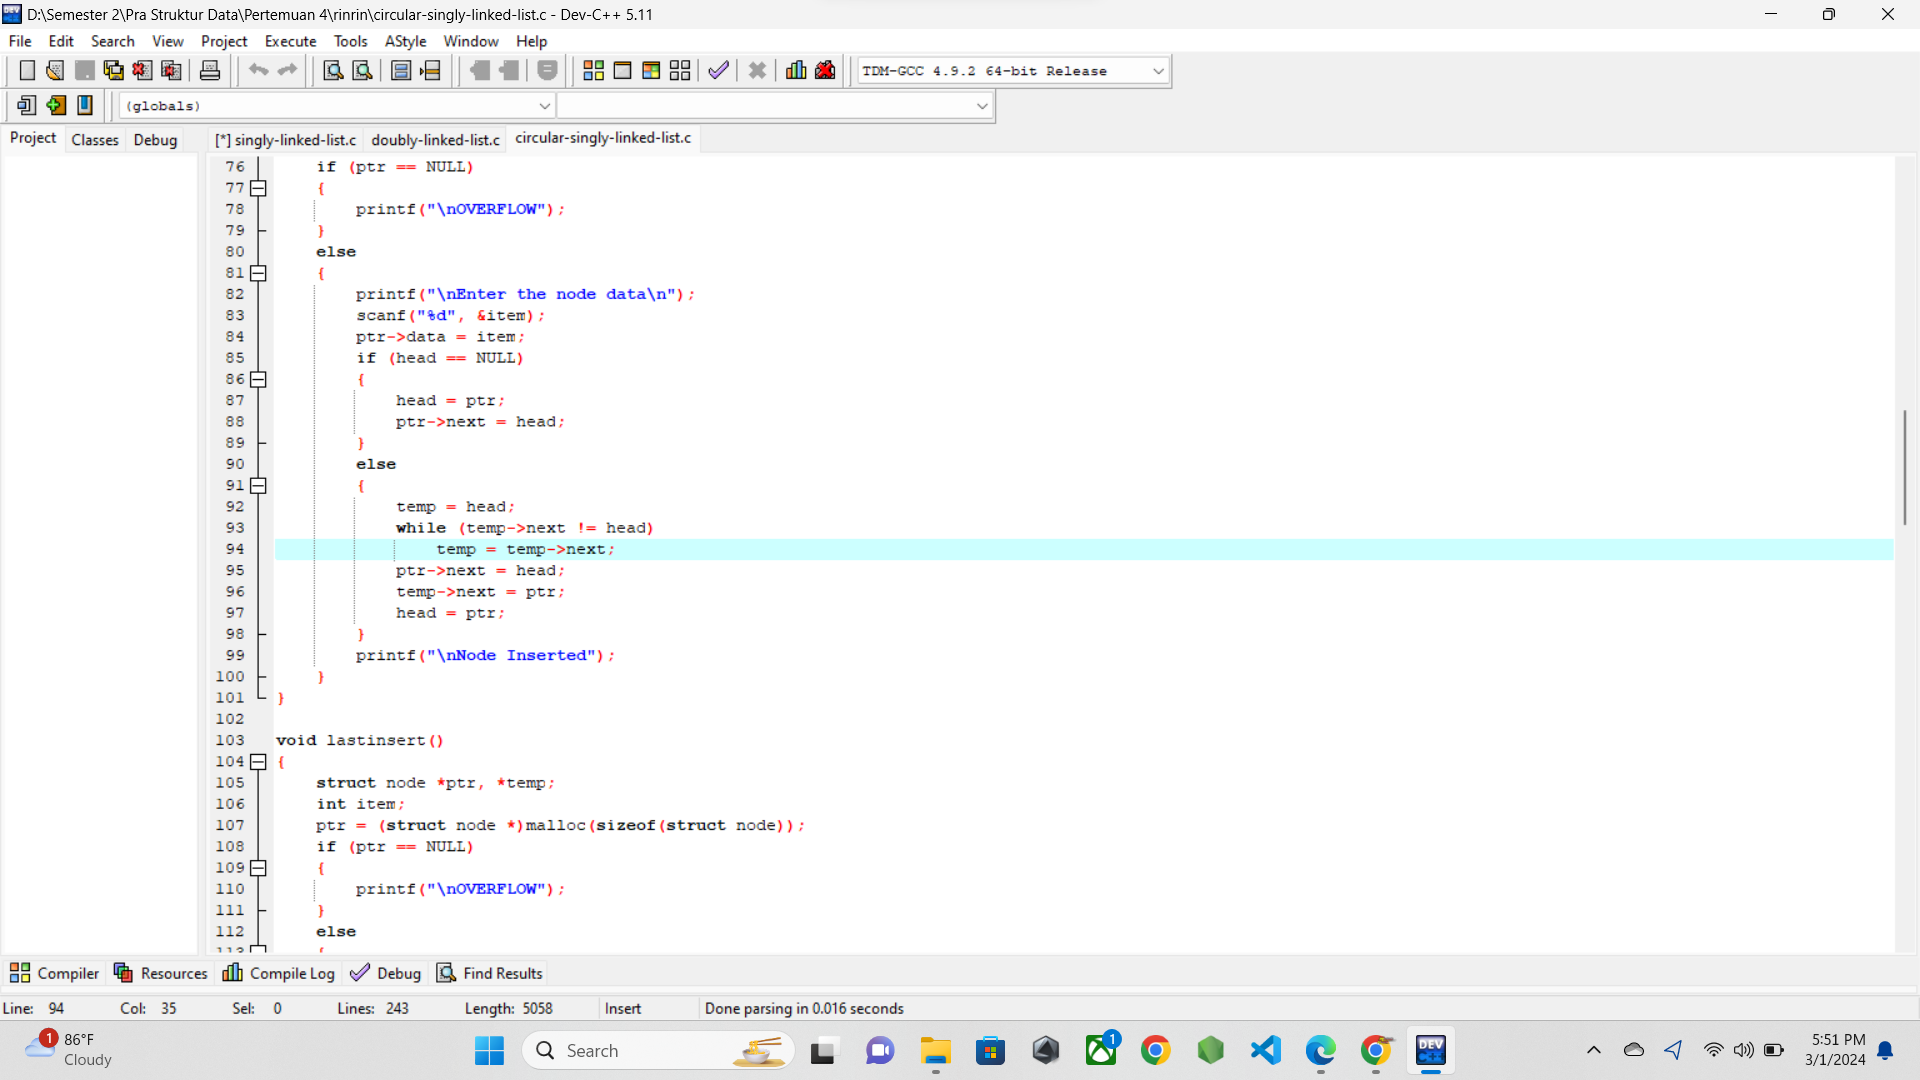 D:\Semester 2\Pra Struktur Data\Pertemuan 4\rinrin\circular-singly-linked-list.c - Dev-C++ 5.11
File Edit Search View Project Execute Tools AStyle Window Help
TDM-GCC 4.9.2 64-bit Release
(globals)
Project Classes Debug [*] singly-linked-list.c doubly-linked-list.c circular-singly-linked-list.c
76 if (ptr == NULL)
77 {
78 printf("\nOVERFLOW");
79 }
80 else
81 {
82 printf("\nEnter the node data\n");
83 scanf("%d", &item);
84 ptr->data = item;
85 if (head == NULL)
86 {
87 head = ptr;
88 ptr->next = head;
89 }
90 else
91 {
92 temp = head;
93 while (temp->next != head)
94 temp = temp->next;
95 ptr->next = head;
96 temp->next = ptr;
97 head = ptr;
98 }
99 printf("\nNode Inserted");
100 }
101 }
102
103 void lastinsert()
104 {
105 struct node *ptr, *temp;
106 int item;
107 ptr = (struct node *)malloc(sizeof(struct node));
108 if (ptr == NULL)
109 {
110 printf("\nOVERFLOW");
111 }
112 else
113 {
Compiler Resources Compile Log Debug Find Results
Line: 94 Col: 35 Sel: 0 Lines: 243 Length: 5058 Insert Done parsing in 0.016 seconds
1 86°F
Cloudy
Search
1
DEV
C++
5:51 PM
3/1/2024